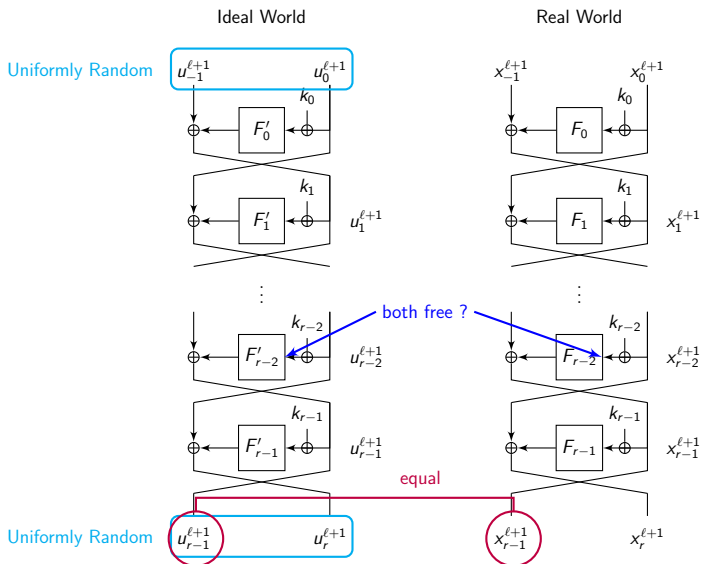 Ideal World Real World
Uniformly Random u_{-1}^{ℓ+1} u_0^{ℓ+1} x_{-1}^{ℓ+1} x_0^{ℓ+1}
k_0 k_0
⊕ F'_0 ⊕ ⊕ F_0 ⊕
k_1 k_1
⊕ F'_1 ⊕ u_1^{ℓ+1} ⊕ F_1 ⊕ x_1^{ℓ+1}
⋮ ⋮
both free ?
k_{r-2} k_{r-2}
⊕ F'_{r-2} ⊕ u_{r-2}^{ℓ+1} ⊕ F_{r-2} ⊕ x_{r-2}^{ℓ+1}
k_{r-1} k_{r-1}
⊕ F'_{r-1} ⊕ u_{r-1}^{ℓ+1} ⊕ F_{r-1} ⊕ x_{r-1}^{ℓ+1}
equal
Uniformly Random u_{r-1}^{ℓ+1} u_r^{ℓ+1} x_{r-1}^{ℓ+1} x_r^{ℓ+1}